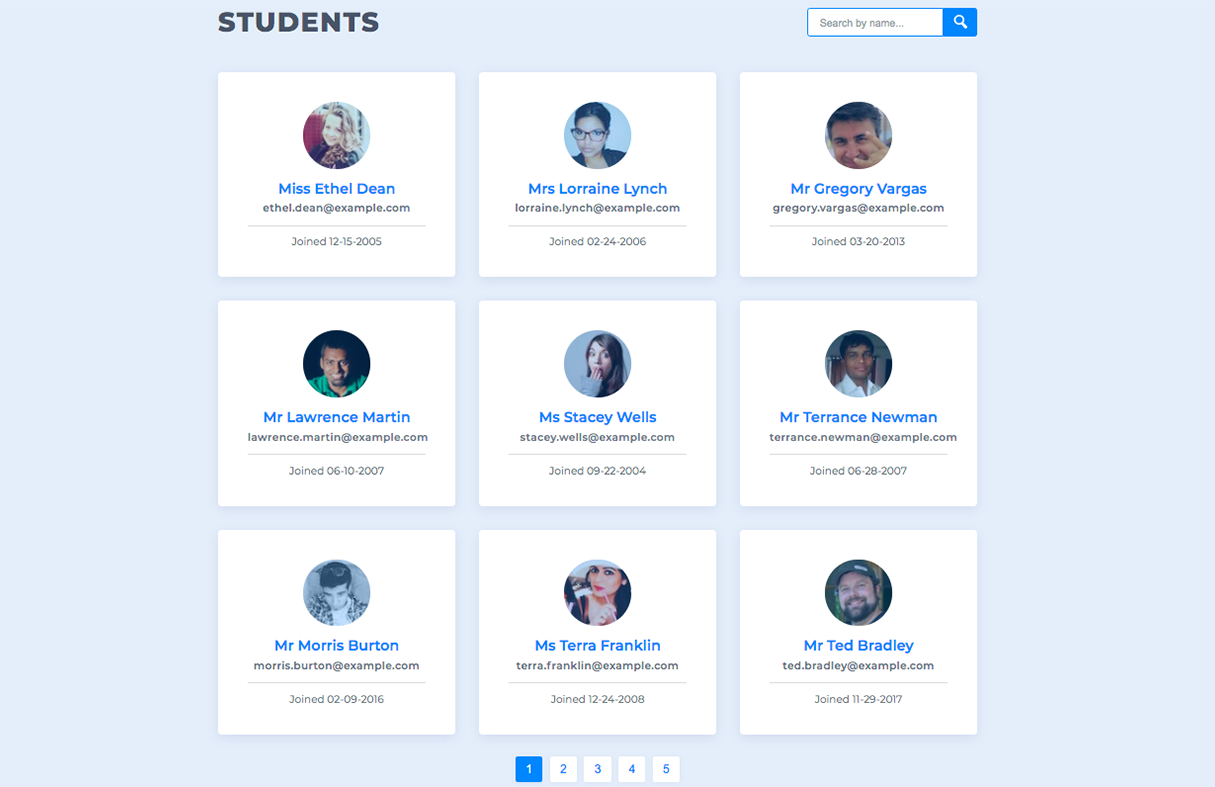 STUDENTS
Search by name...
Miss Ethel Dean
ethel.dean@example.com
Joined 12-15-2005
Mrs Lorraine Lynch
lorraine.lynch@example.com
Joined 02-24-2006
Mr Gregory Vargas
gregory.vargas@example.com
Joined 03-20-2013
Mr Lawrence Martin
lawrence.martin@example.com
Joined 06-10-2007
Ms Stacey Wells
stacey.wells@example.com
Joined 09-22-2004
Mr Terrance Newman
terrance.newman@example.com
Joined 06-28-2007
Mr Morris Burton
morris.burton@example.com
Joined 02-09-2016
Ms Terra Franklin
terra.franklin@example.com
Joined 12-24-2008
Mr Ted Bradley
ted.bradley@example.com
Joined 11-29-2017
1 2 3 4 5